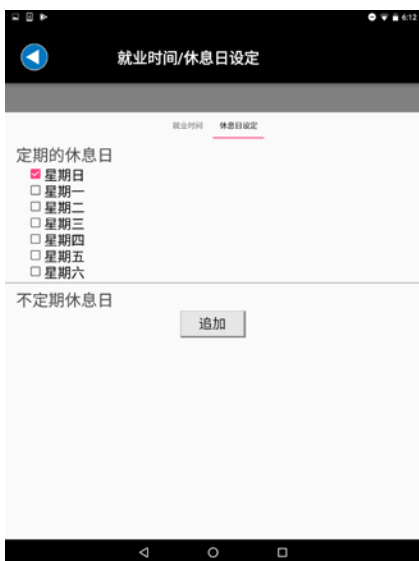 6:12
就业时间/休息日设定
就业时间 休息日设定
定期的休息日
星期日
星期一
星期二
星期三
星期四
星期五
星期六
不定期休息日
追加